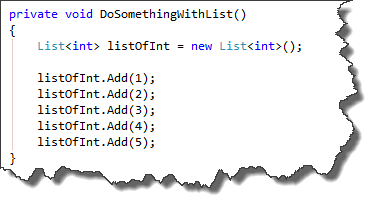 private void DoSomethingWithList()
{
    List<int> listOfInt = new List<int>();

    listOfInt.Add(1);
    listOfInt.Add(2);
    listOfInt.Add(3);
    listOfInt.Add(4);
    listOfInt.Add(5);
}